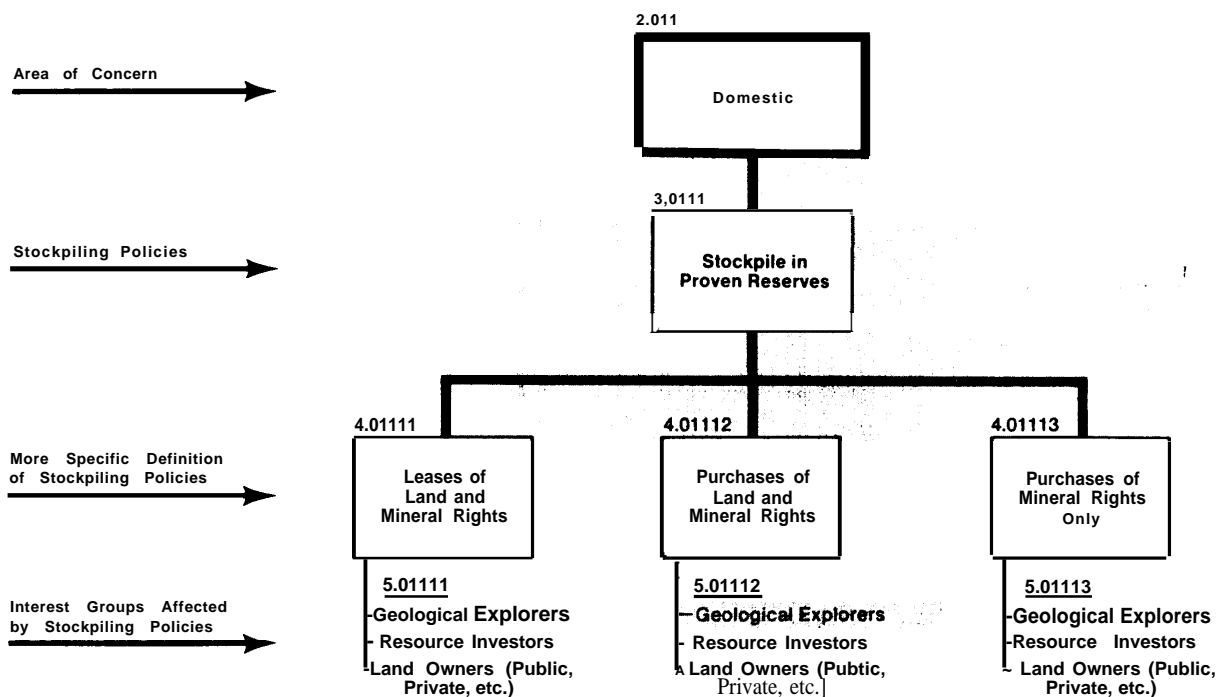 2.011
Area of Concern
Domestic
3,0111
Stockpiling Policies
Stockpile in
Proven Reserves
4.01111
4.01112
4.01113
More Specific Definition
of Stockpiling Policies
Leases of
Land and
Mineral Rights
Purchases of
Land and
Mineral Rights
Purchases of
Mineral Rights
Only
Interest Groups Affected
by Stockpiling Policies
5.01111
-Geological Explorers
- Resource Investors
-Land Owners (Public,
Private, etc.)
5.01112
- Geological Explorers
- Resource Investors
A Land Owners (Pubtic,
Private, etc.]
5.01113
-Geological Explorers
-Resource Investors
~ Land Owners (Public,
Private, etc.)